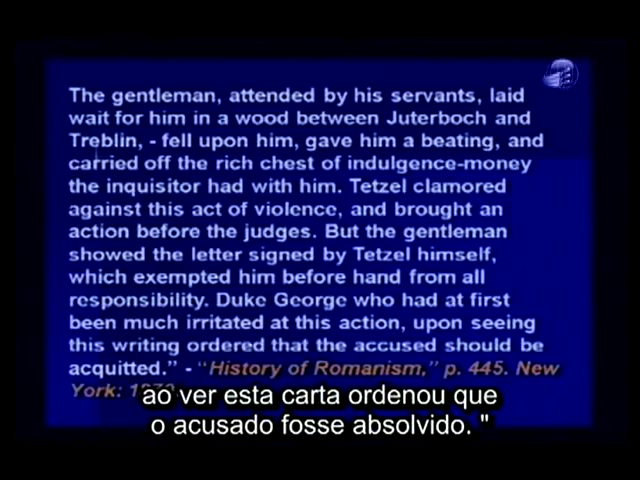 The gentleman, attended by his servants, laid
wait for him in a wood between Juterboch and
Treblin, - fell upon him, gave him a beating, and
carried off the rich chest of indulgence-money
the inquisitor had with him. Tetzel clamored
against this act of violence, and brought an
action before the judges. But the gentleman
showed the letter signed by Tetzel himself,
which exempted him before hand from all
responsibility. Duke George who had at first
been much irritated at this action, upon seeing
this writing ordered that the accused should be
acquitted.” - “History of Romanism,” p. 445. New
York:
ao ver esta carta ordenou que
o acusado fosse absolvido. "